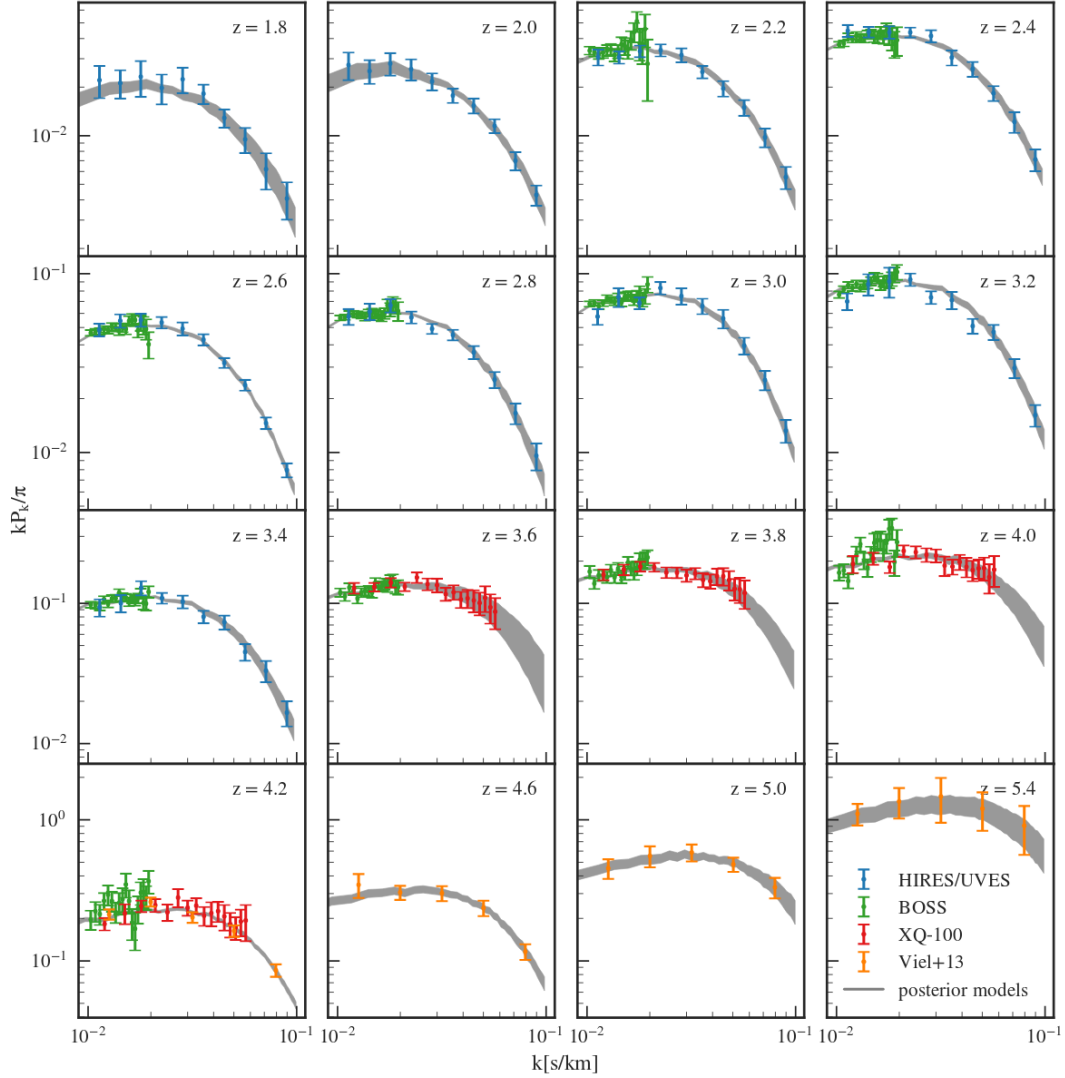 z = 1.8
z = 2.0
z = 2.2
z = 2.4
10⁻²
z = 2.6
z = 2.8
z = 3.0
z = 3.2
10⁻¹
10⁻²
kPₖ/π
z = 3.4
z = 3.6
z = 3.8
z = 4.0
10⁻¹
10⁻²
z = 4.2
z = 4.6
z = 5.0
z = 5.4
10⁰
10⁻¹
HIRES/UVES
BOSS
XQ-100
Viel+13
posterior models
10⁻² 10⁻¹ 10⁻² 10⁻¹ 10⁻² 10⁻¹ 10⁻² 10⁻¹
k[s/km]